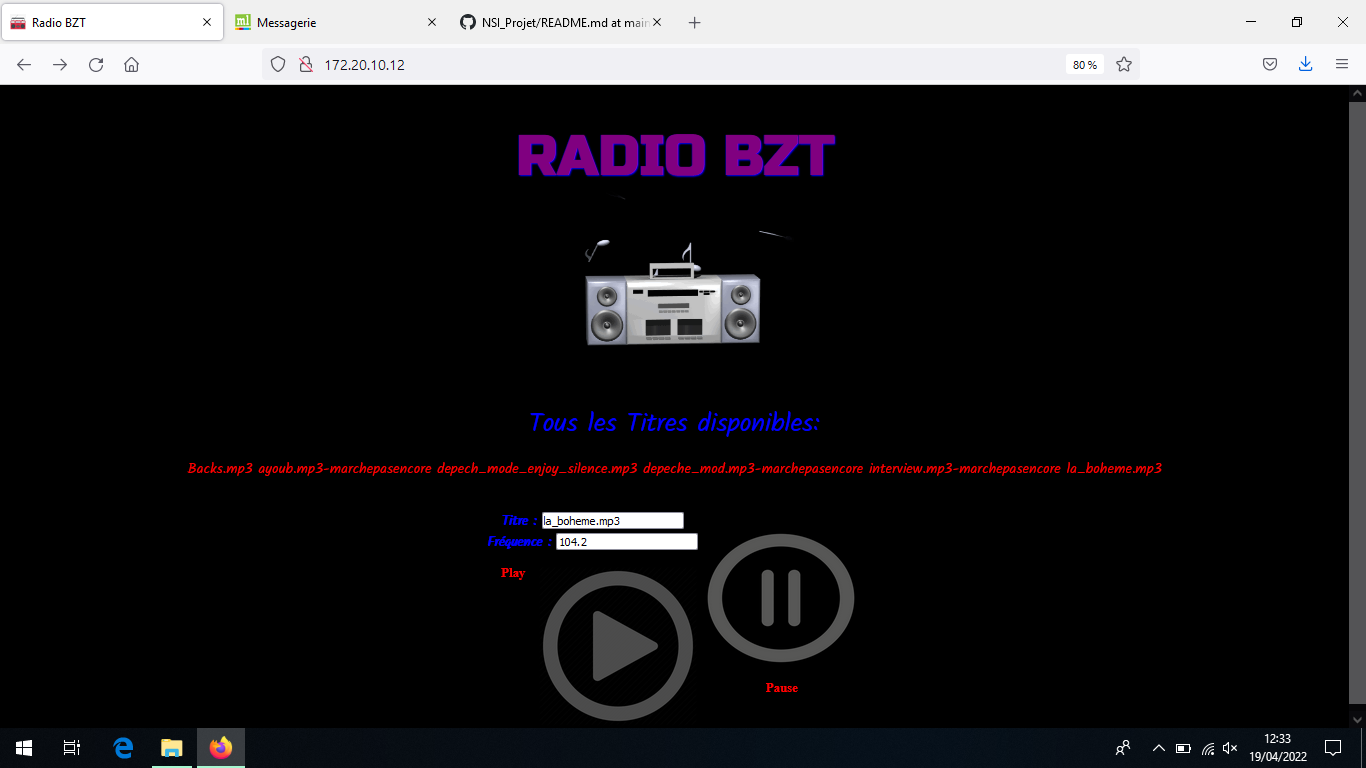 Radio BZT
Messagerie
NSI_Projet/README.md at main
172.20.10.12
80 %
RADIO BZT
Tous les Titres disponibles:
Backs.mp3 ayoub.mp3-marchepasencore depech_mode_enjoy_silence.mp3 depeche_mod.mp3-marchepasencore interview.mp3-marchepasencore la_boheme.mp3
Titre : la_boheme.mp3
Fréquence : 104.2
Play
Pause
12:33
19/04/2022